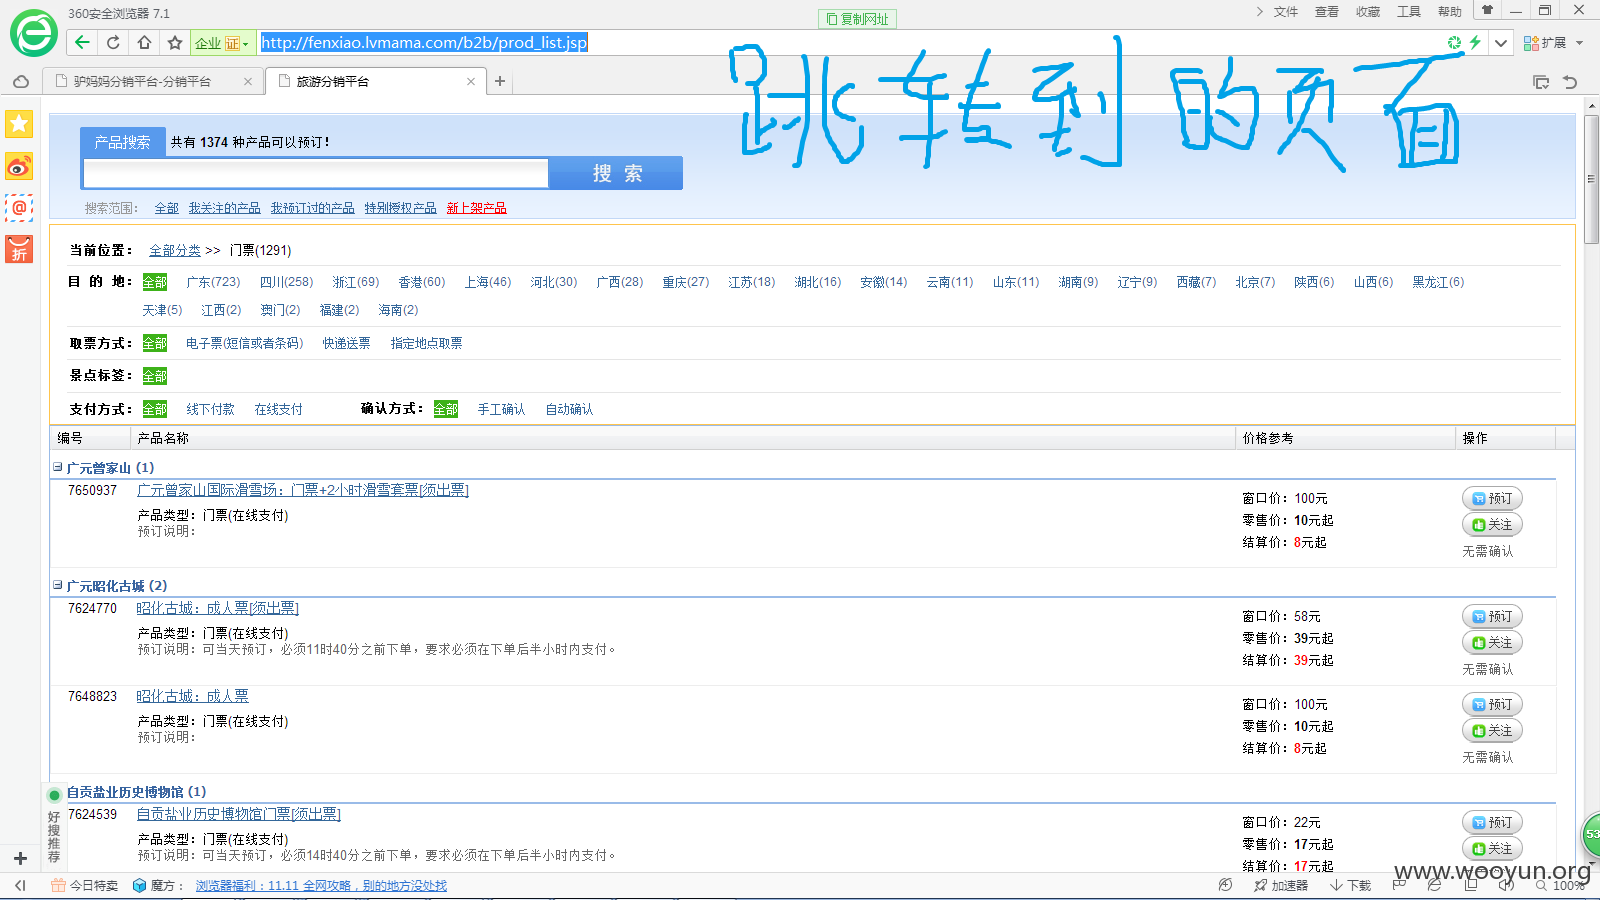 360安全浏览器 7.1
复制网址
文件 查看 收藏 工具 帮助
企业 证 http://fenxiao.lvmama.com/b2b/prod_list.jsp
扩展
驴妈妈分销平台-分销平台
旅游分销平台
跳转到的页面
产品搜索 共有 1374 种产品可以预订!
搜 索
搜索范围: 全部 我关注的产品 我预订过的产品 特别授权产品 新上架产品
当前位置: 全部分类 >> 门票(1291)
目 的 地: 全部 广东(723) 四川(258) 浙江(69) 香港(60) 上海(46) 河北(30) 广西(28) 重庆(27) 江苏(18) 湖北(16) 安徽(14) 云南(11) 山东(11) 湖南(9) 辽宁(9) 西藏(7) 北京(7) 陕西(6) 山西(6) 黑龙江(6)
天津(5) 江西(2) 澳门(2) 福建(2) 海南(2)
取票方式: 全部 电子票(短信或者条码) 快递送票 指定地点取票
景点标签: 全部
支付方式: 全部 线下付款 在线支付 确认方式: 全部 手工确认 自动确认
编号 产品名称 价格参考 操作
广元曾家山 (1)
7650937 广元曾家山国际滑雪场: 门票+2小时滑雪套票[须出票]
产品类型: 门票(在线支付)
预订说明:
窗口价: 100元
零售价: 10元起
结算价: 8元起
预订
关注
无需确认
广元昭化古城 (2)
7624770 昭化古城: 成人票[须出票]
产品类型: 门票(在线支付)
预订说明: 可当天预订, 必须11时40分之前下单, 要求必须在下单后半小时内支付。
窗口价: 58元
零售价: 39元起
结算价: 39元起
预订
关注
无需确认
7648823 昭化古城: 成人票
产品类型: 门票(在线支付)
预订说明:
窗口价: 100元
零售价: 10元起
结算价: 8元起
预订
关注
无需确认
自贡盐业历史博物馆 (1)
7624539 自贡盐业历史博物馆门票[须出票]
产品类型: 门票(在线支付)
预订说明: 可当天预订, 必须14时40分之前下单, 要求必须在下单后半小时内支付。
窗口价: 22元
零售价: 17元起
结算价: 17元起
预订
关注
折
好搜推荐
53
www.wooyun.org
今日特卖 魔方: 浏览器福利: 11.11 全网攻略, 别的地方没处找
加速器 下载 100%